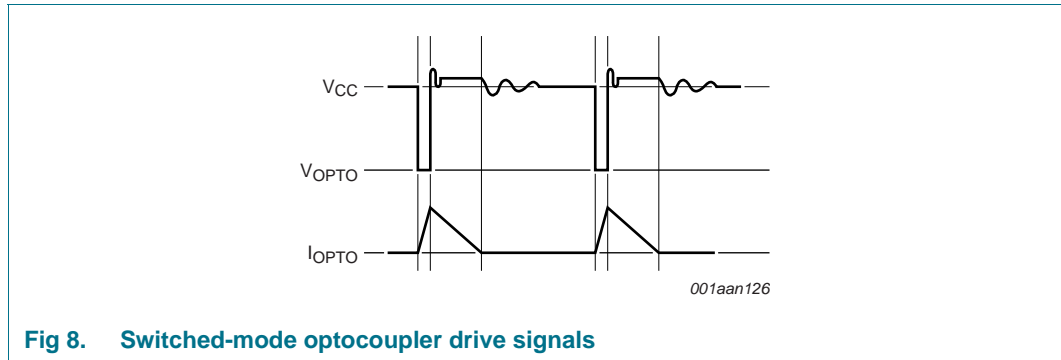 VCC
VOPTO
IOPTO
001aan126
Fig 8. Switched-mode optocoupler drive signals